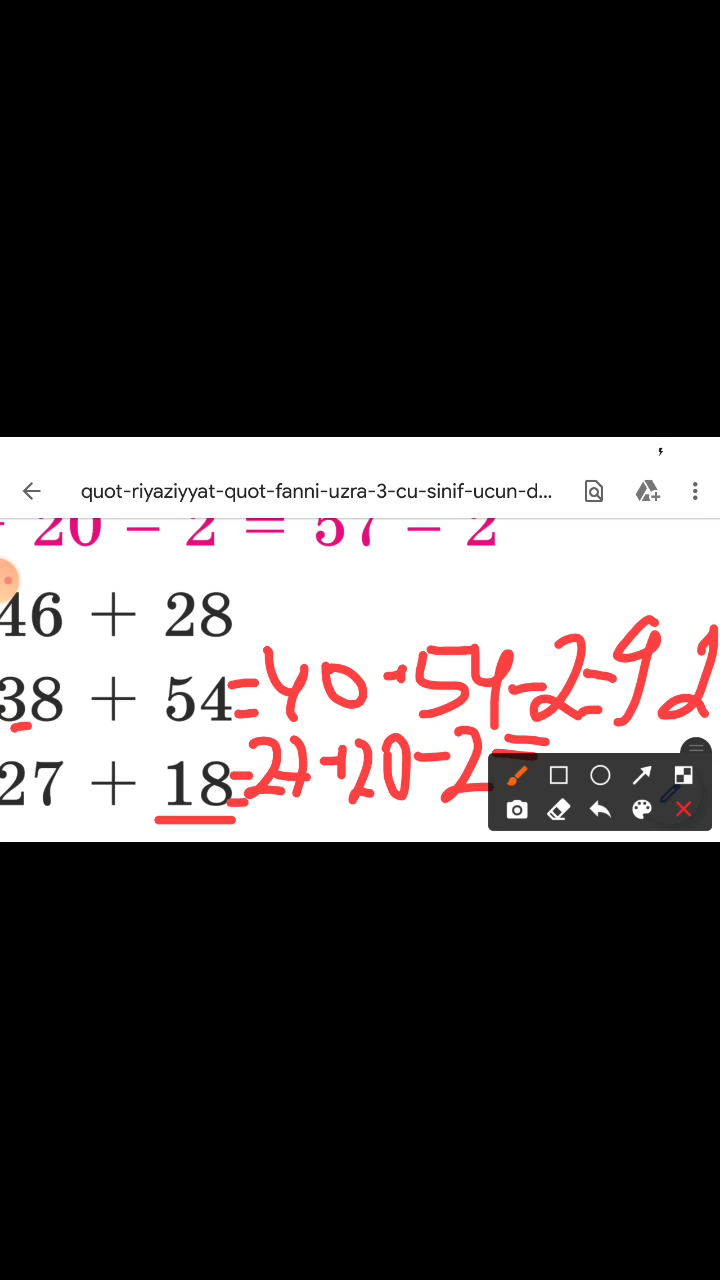 quot-riyaziyyat-quot-fanni-uzra-3-cu-sinif-ucun-d...
20 – 2 = 57 – 2
46 + 28
38 + 54 = 40 + 54 - 2 = 92
27 + 18 = 27 + 20 - 2 =